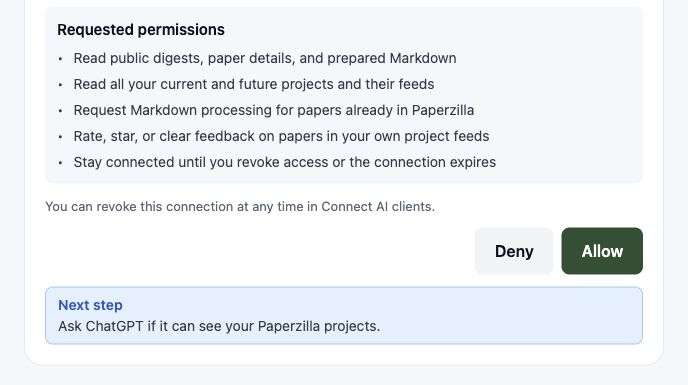 Requested permissions
• Read public digests, paper details, and prepared Markdown
• Read all your current and future projects and their feeds
• Request Markdown processing for papers already in Paperzilla
• Rate, star, or clear feedback on papers in your own project feeds
• Stay connected until you revoke access or the connection expires
You can revoke this connection at any time in Connect AI clients.
Deny Allow
Next step
Ask ChatGPT if it can see your Paperzilla projects.